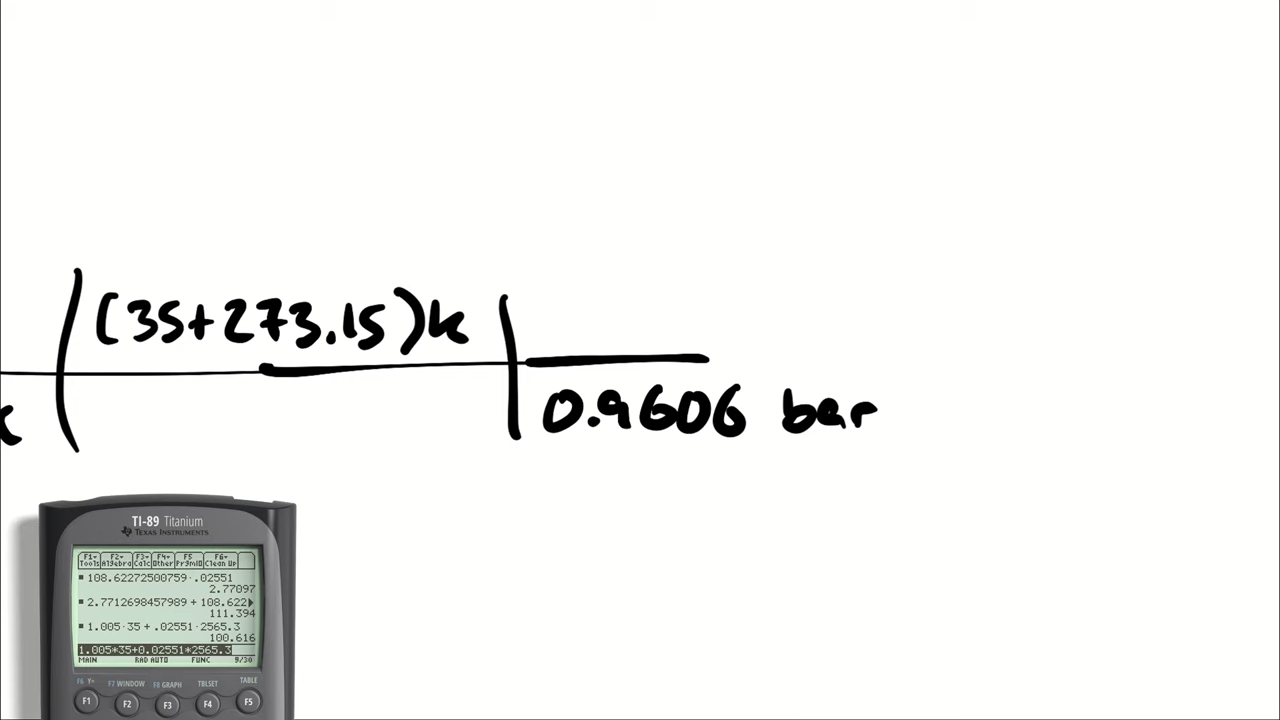 (35+273.15)k
0.9606 bar
TI-89 Titanium
TEXAS INSTRUMENTS
F1 Tools F2 Algebra F3 Calc F4 Other F5 PrgmIO F6 Clean Up
108.62272500759·.02551
2.77097
2.7712698457989 + 108.622
111.394
1.005·35 + .02551·2565.3
100.616
1.005*35+0.02551*2565.3
MAIN RAD AUTO FUNC 9/30
F6 Y= F7 WINDOW F8 GRAPH TBLSET TABLE
F1 F2 F3 F4 F5